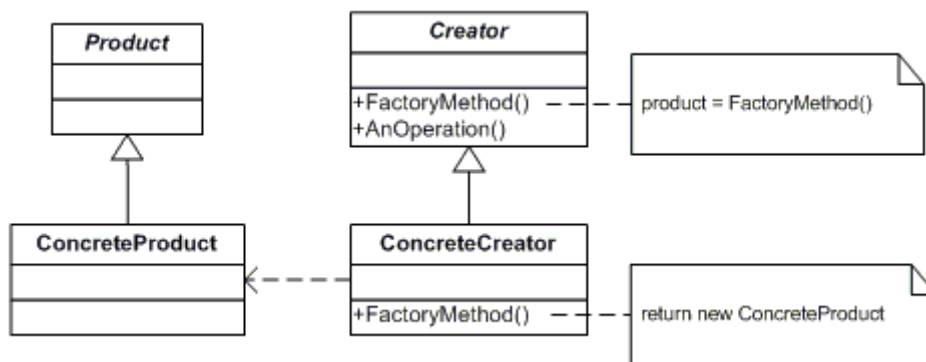 Product
Creator
+FactoryMethod()
+AnOperation()
product = FactoryMethod()
ConcreteProduct
ConcreteCreator
+FactoryMethod()
return new ConcreteProduct